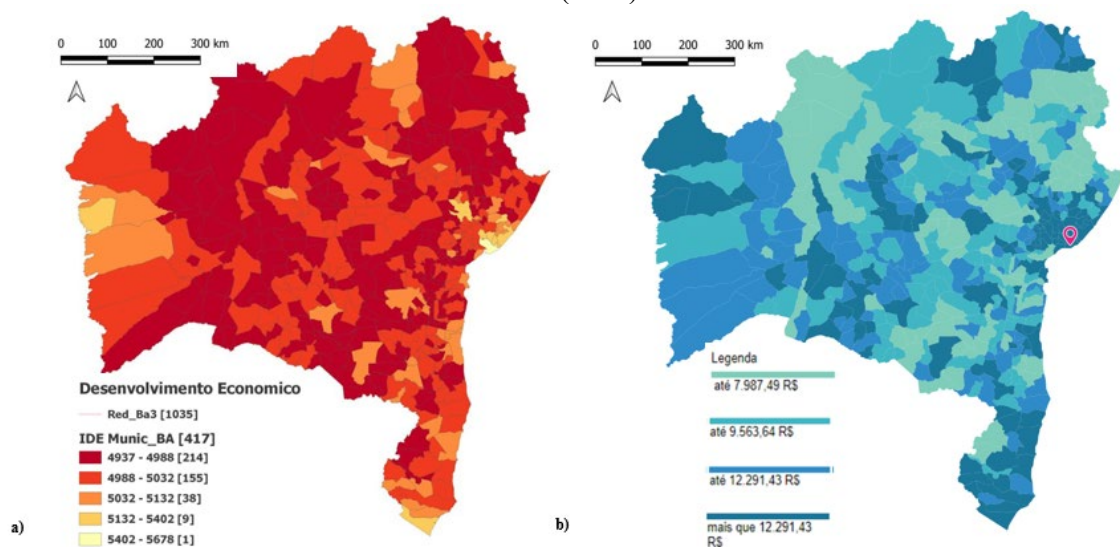 0 100 200 300 km
Desenvolvimento Economico
Red_Ba3 [1035]
IDE Munic_BA [417]
4937 - 4988 [214]
4988 - 5032 [155]
5032 - 5132 [38]
5132 - 5402 [9]
5402 - 5678 [1]
a)
0 100 200 300 km
Legenda
até 7.987,49 R$
até 9.563,64 R$
até 12.291,43 R$
mais que 12.291,43
R$
b)